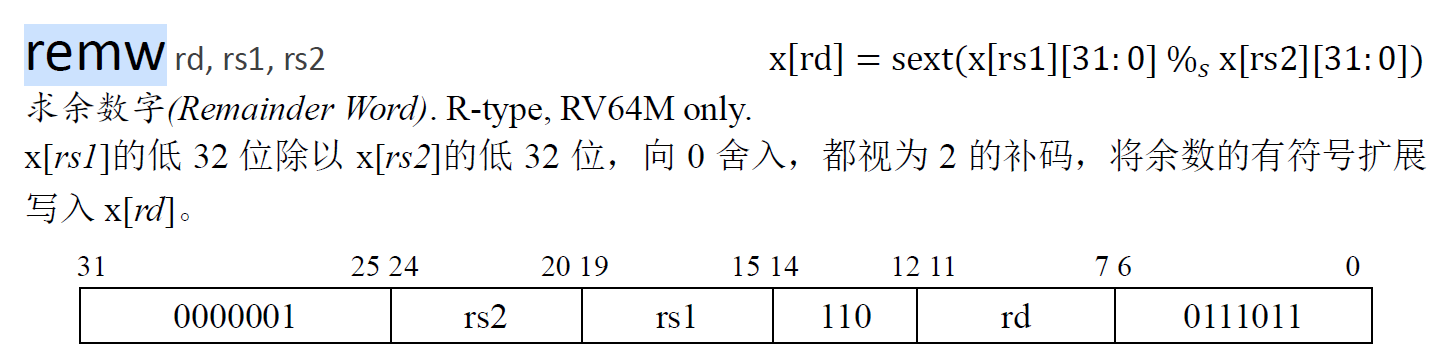 remw rd, rs1, rs2 x[rd] = sext(x[rs1][31:0] %s x[rs2][31:0])
求余数字(Remainder Word). R-type, RV64M only.
x[rs1]的低 32 位除以 x[rs2]的低 32 位，向 0 舍入，都视为 2 的补码，将余数的有符号扩展
写入 x[rd]。
31 25 24 20 19 15 14 12 11 7 6 0
0000001 rs2 rs1 110 rd 0111011